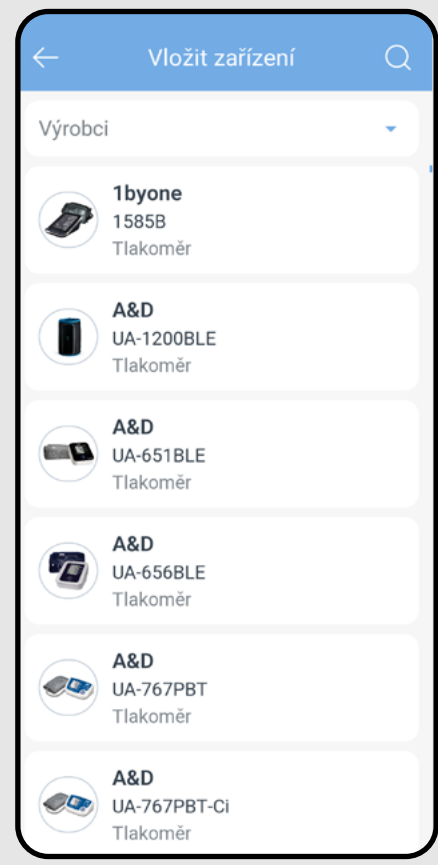 Vložit zařízení
Výrobci
1byone
1585B
Tlakoměr
A&D
UA-1200BLE
Tlakoměr
A&D
UA-651BLE
Tlakoměr
A&D
UA-656BLE
Tlakoměr
A&D
UA-767PBT
Tlakoměr
A&D
UA-767PBT-Ci
Tlakoměr